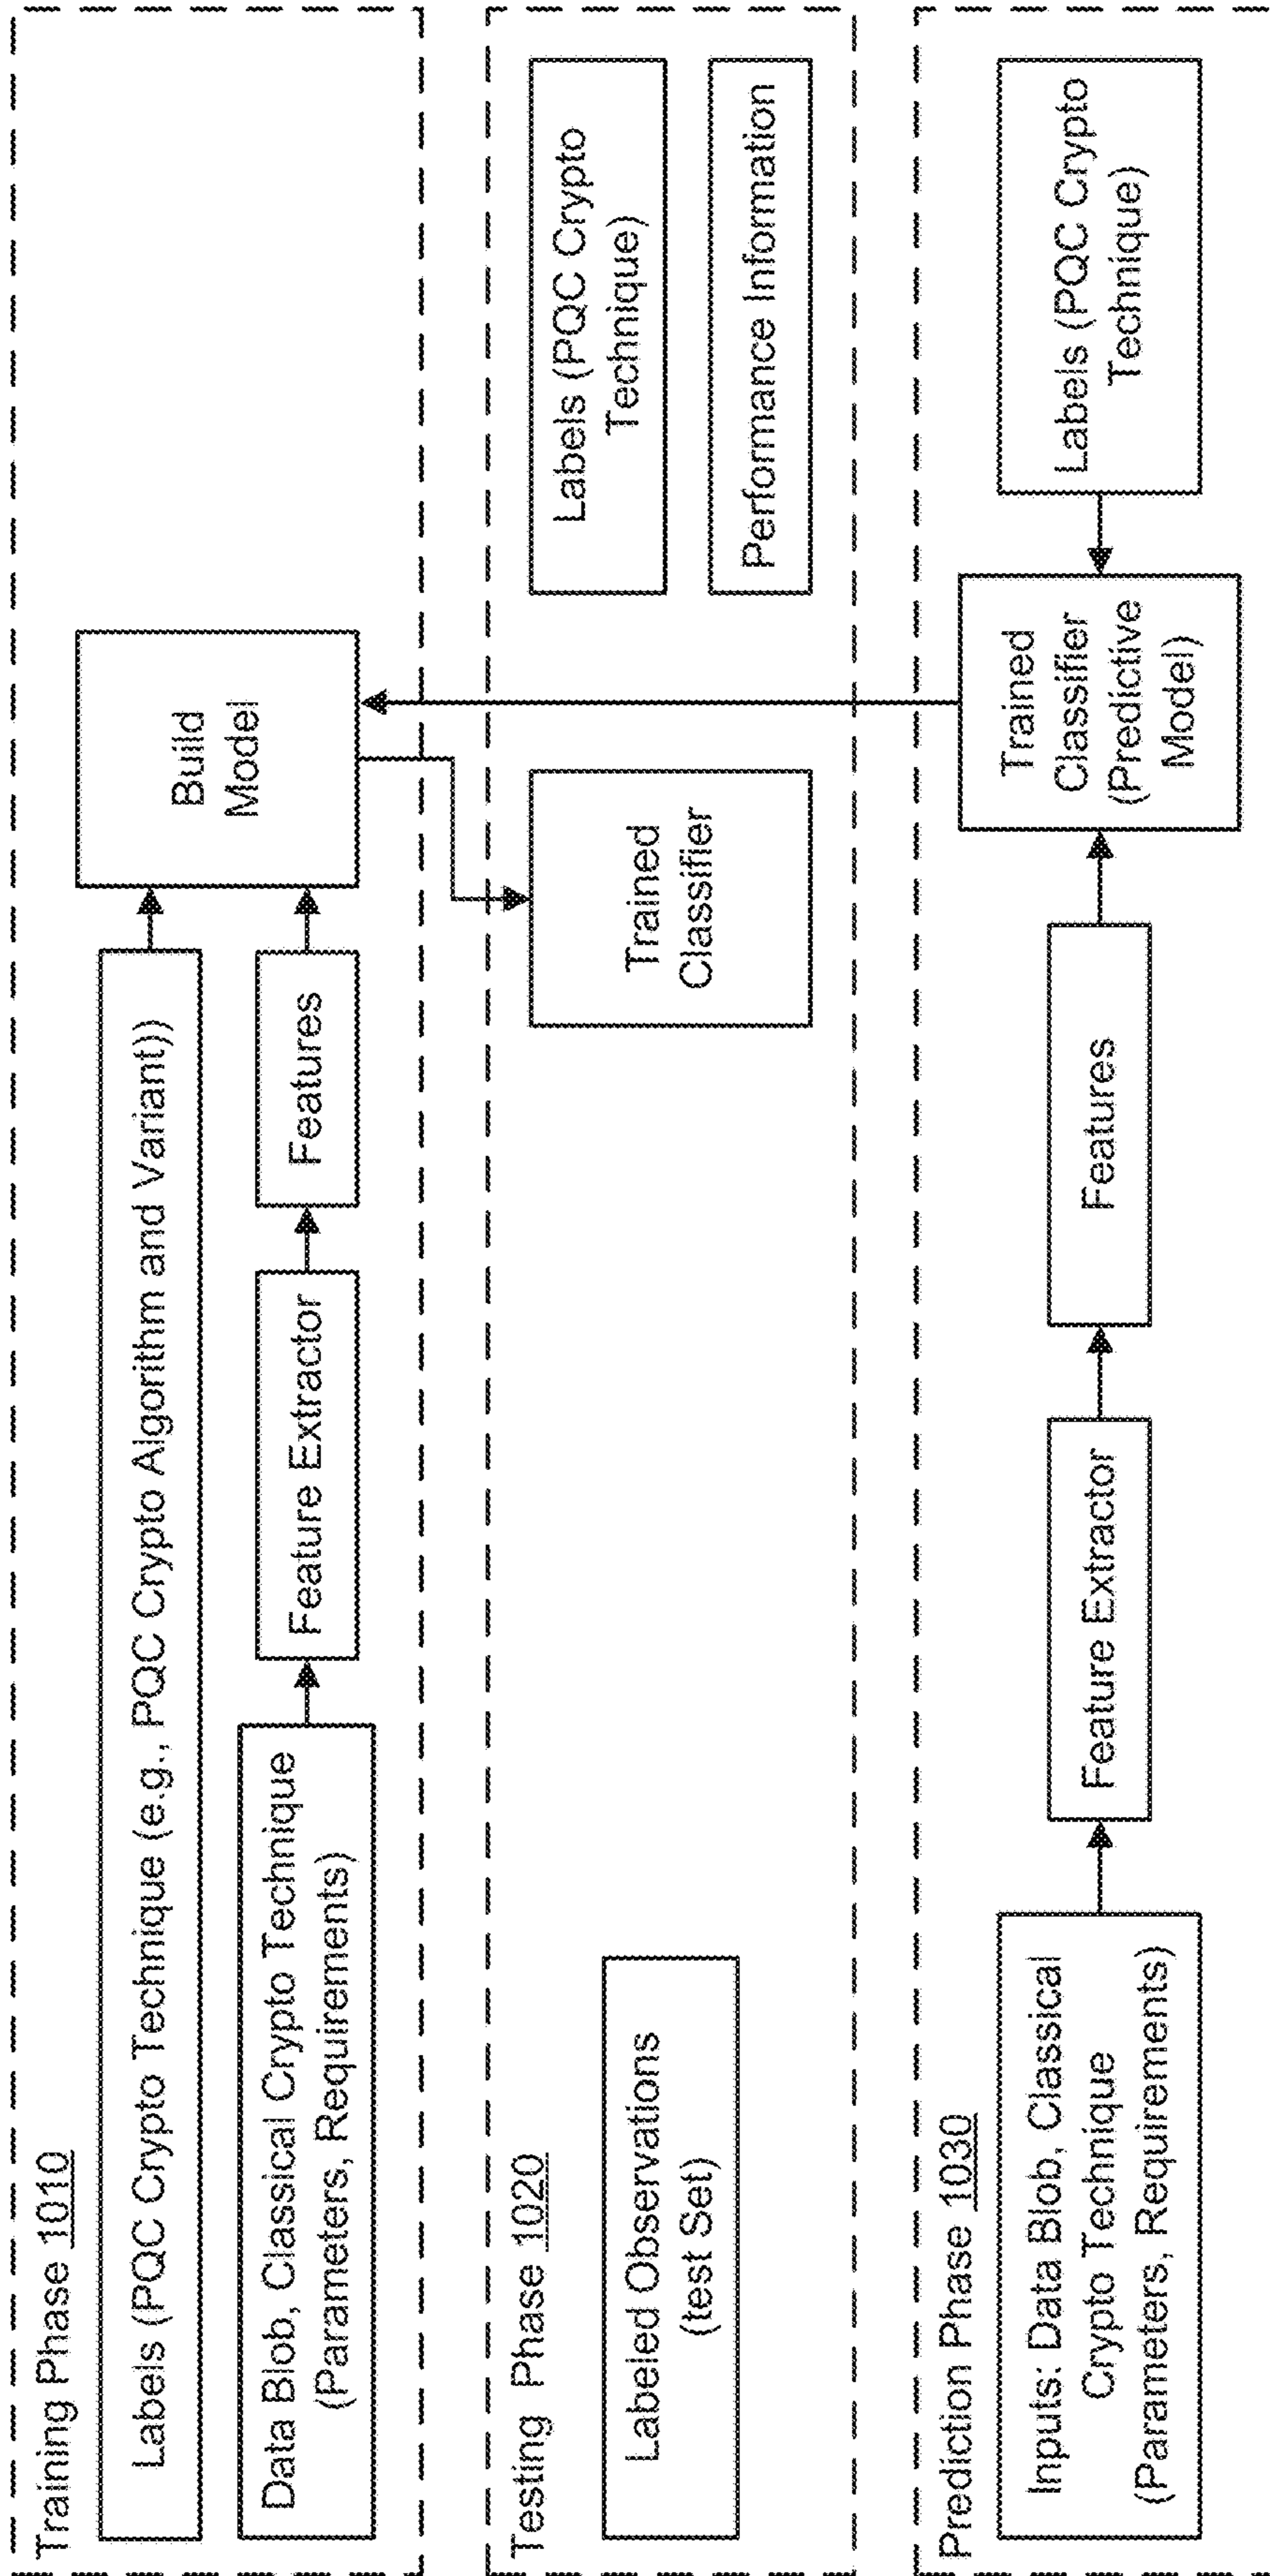 Training Phase 1010
Labels (PQC Crypto Technique (e.g., PQC Crypto Algorithm and Variant))
Data Blob, Classical Crypto Technique
(Parameters, Requirements)
Feature Extractor
Features
Build
Model
Testing Phase 1020
Labeled Observations
(test Set)
Trained
Classifier
Labels (PQC Crypto
Technique)
Performance Information
Prediction Phase 1030
Inputs: Data Blob, Classical
Crypto Technique
(Parameters, Requirements)
Feature Extractor
Features
Trained
Classifier
(Predictive
Model)
Labels (PQC Crypto
Technique)